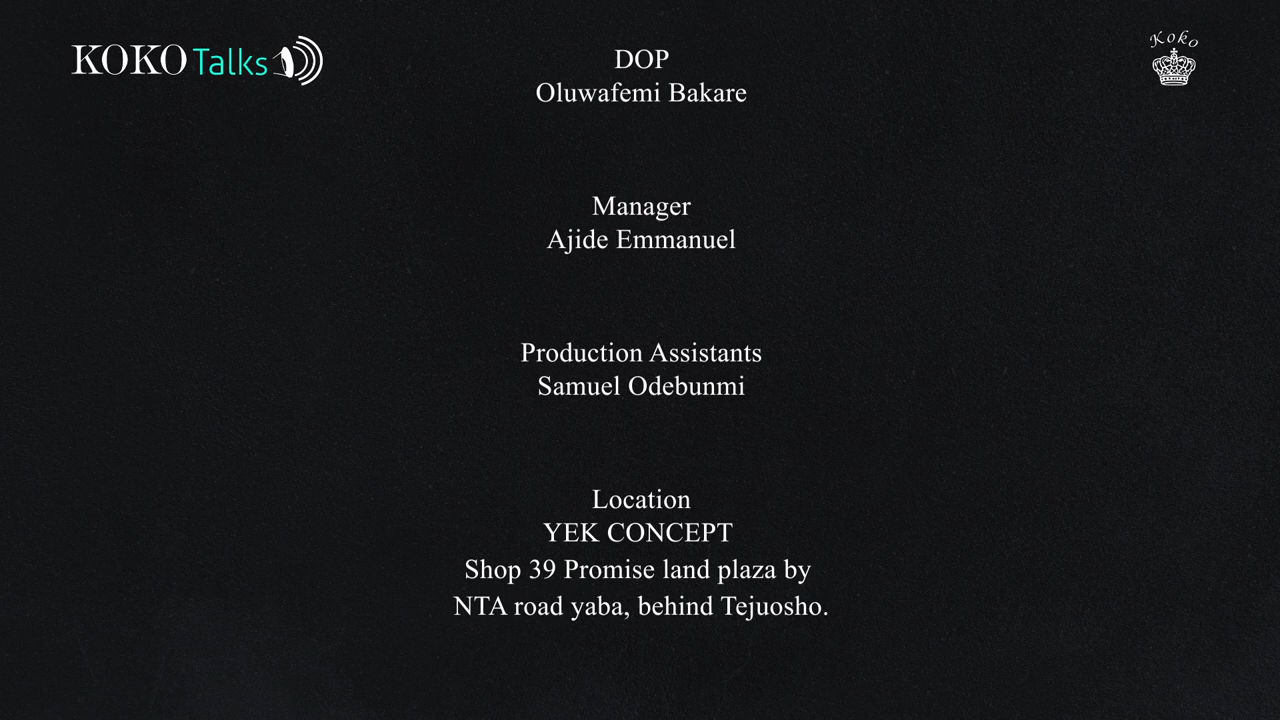 KOKO Talks
Koko
DOP
Oluwafemi Bakare
Manager
Ajide Emmanuel
Production Assistants
Samuel Odebunmi
Location
YEK CONCEPT
Shop 39 Promise land plaza by
NTA road yaba, behind Tejuosho.